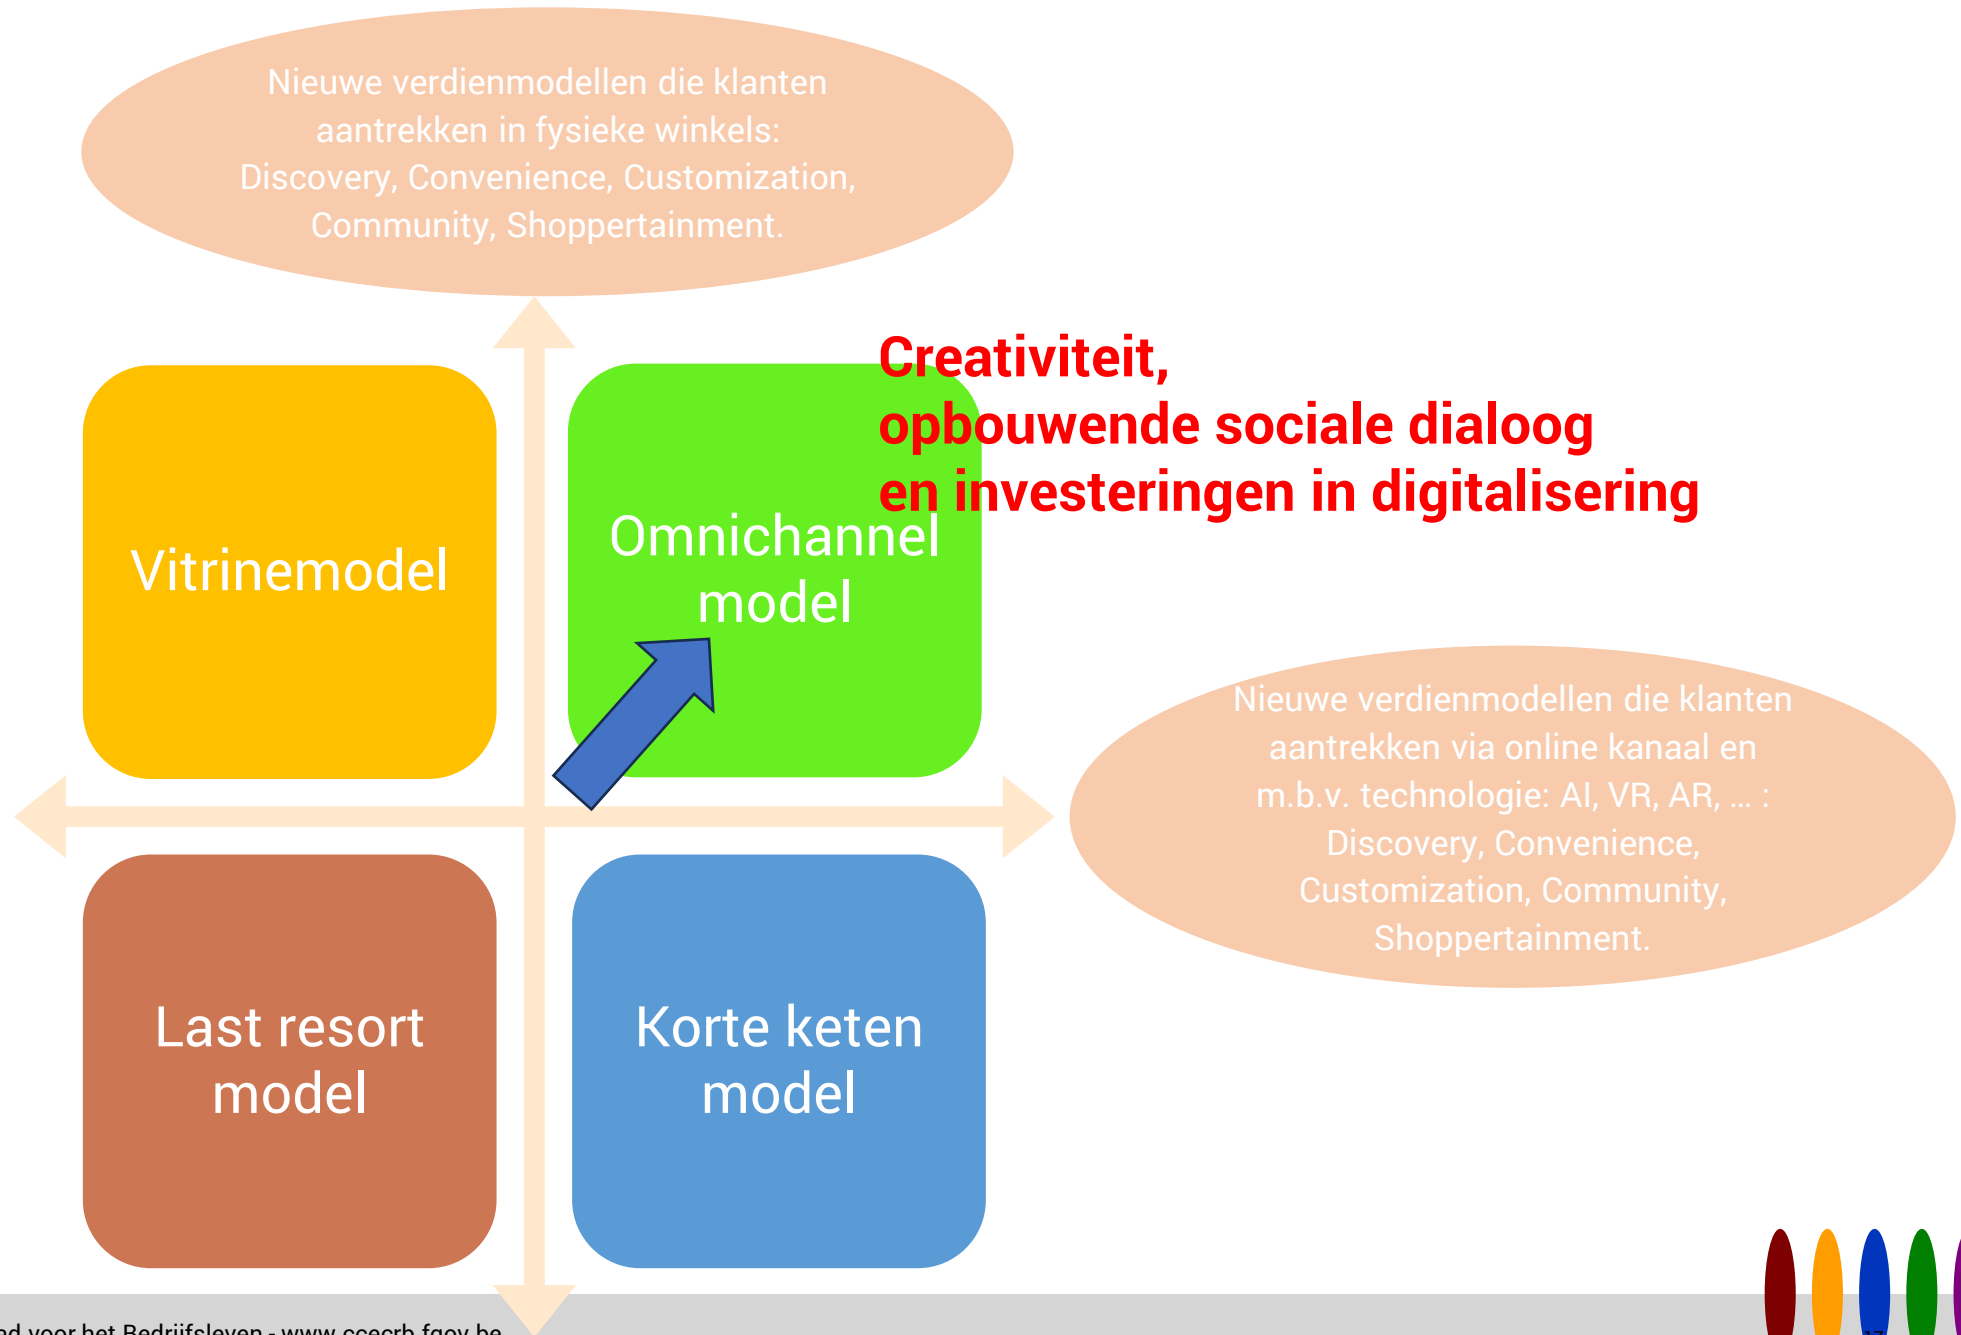 Nieuwe verdienmodellen die klanten
aantrekken in fysieke winkels:
Discovery, Convenience, Customization,
Community, Shoppertainment.
Creativiteit,
opbouwende sociale dialoog
en investeringen in digitalisering
Vitrinemodel
Omnichannel
model
Nieuwe verdienmodellen die klanten
aantrekken via online kanaal en
m.b.v. technologie: AI, VR, AR, ... :
Discovery, Convenience,
Customization, Community,
Shoppertainment.
Last resort
model
Korte keten
model
voor het Bedrijfsleven - www.ccecrb.fgov.be